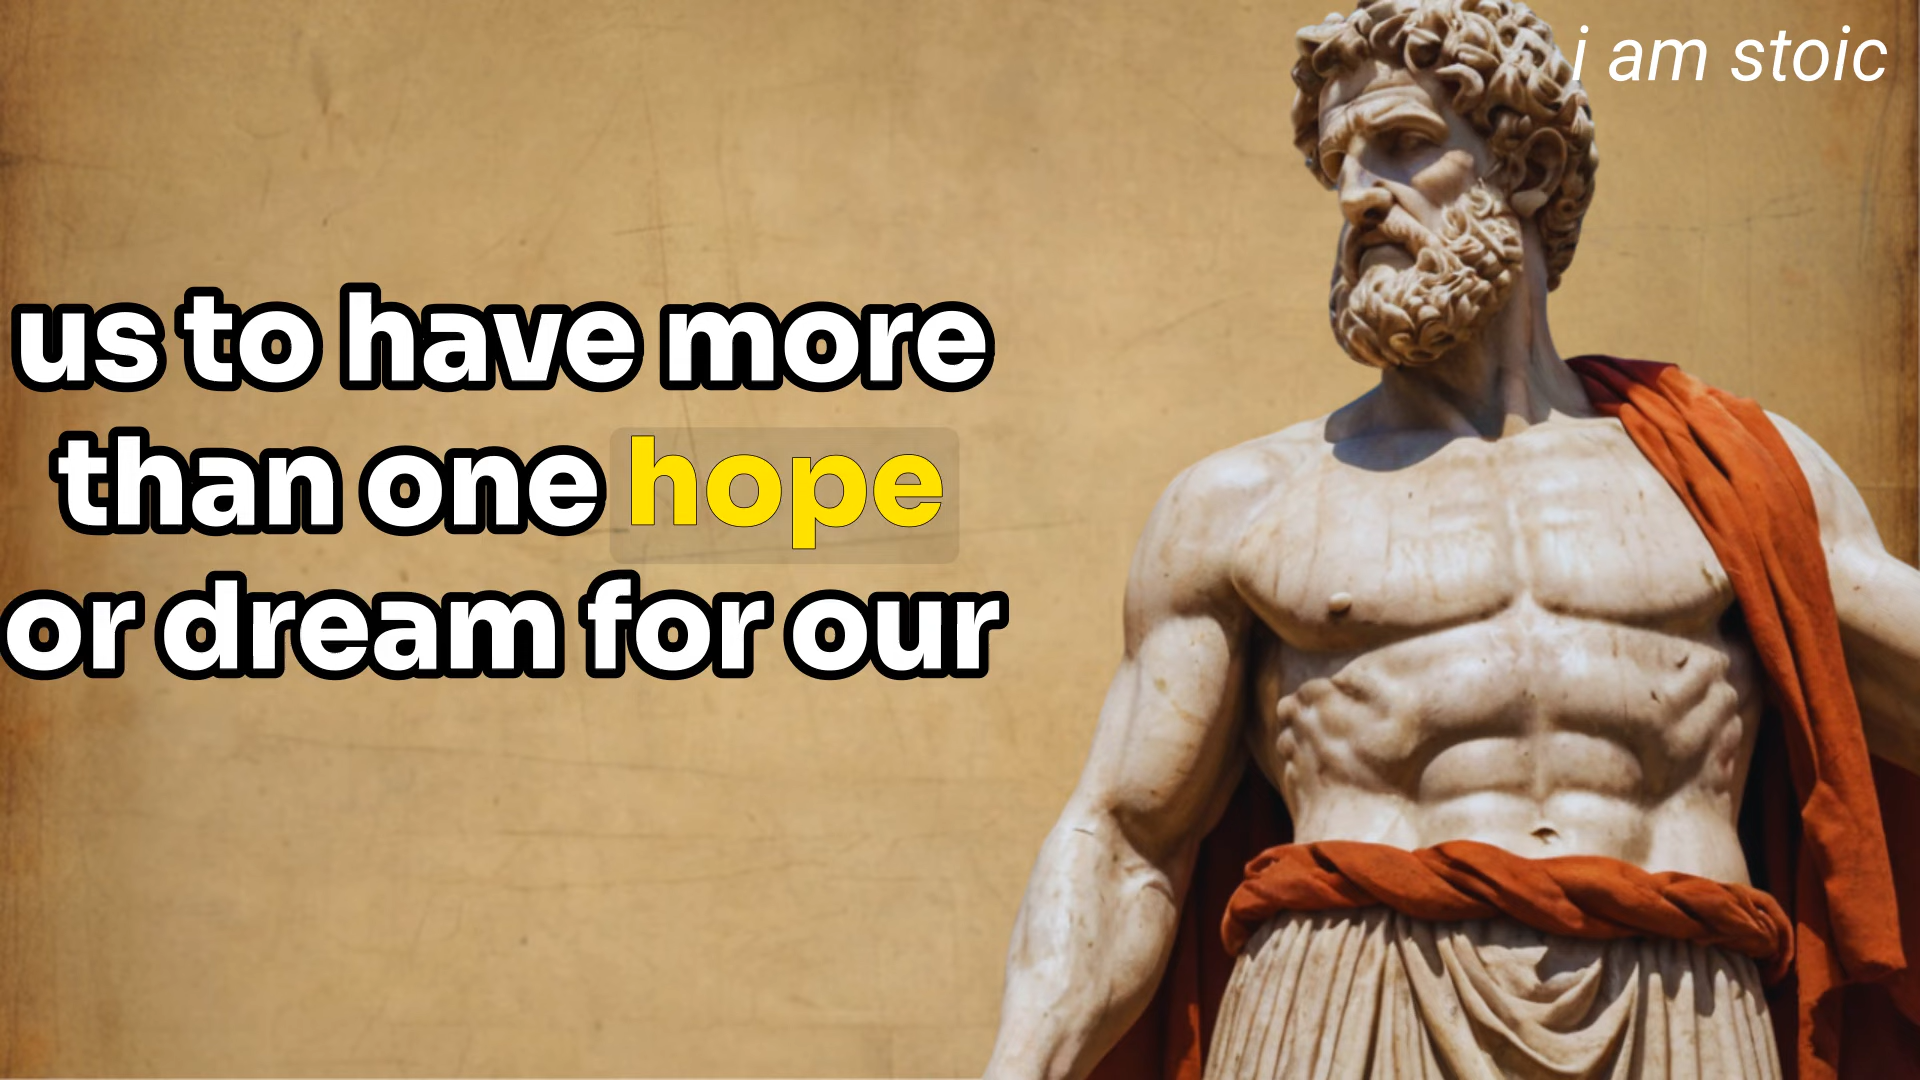 i am stoic
us to have more
than one hope
or dream for our